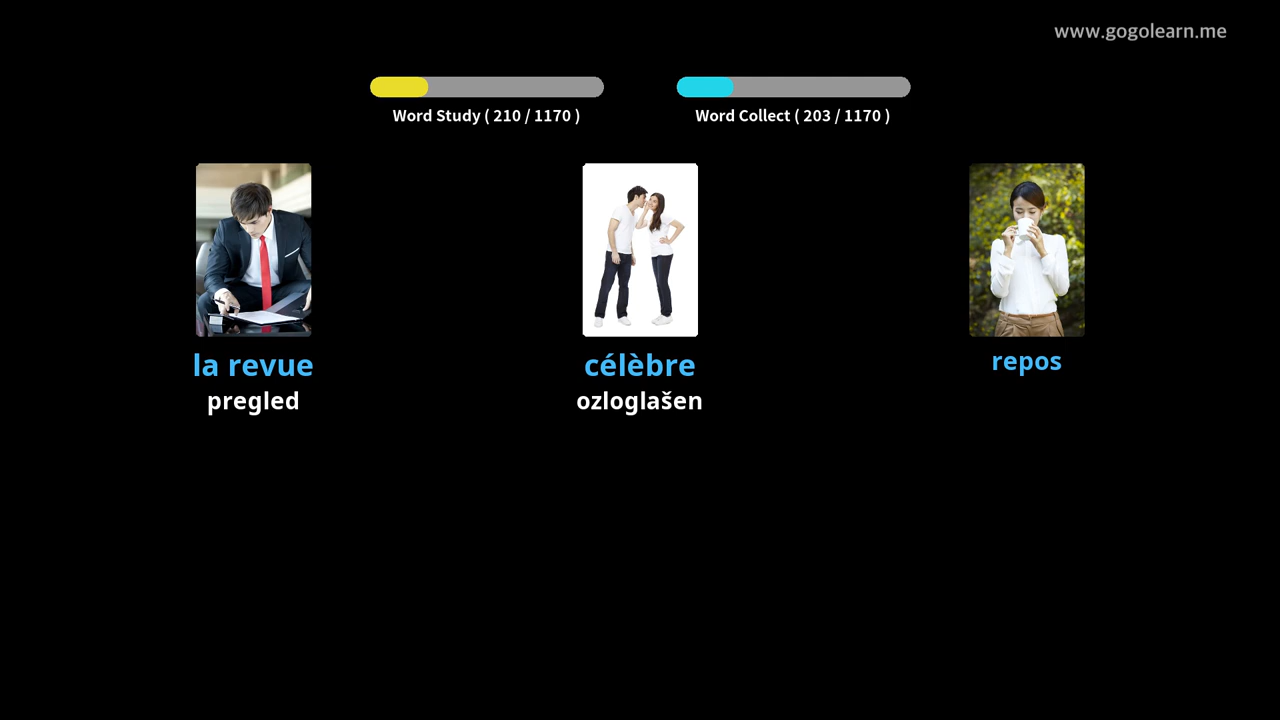 www.gogolearn.me
Word Study ( 210 / 1170 )
Word Collect ( 203 / 1170 )
la revue
pregled
célèbre
ozloglašen
repos